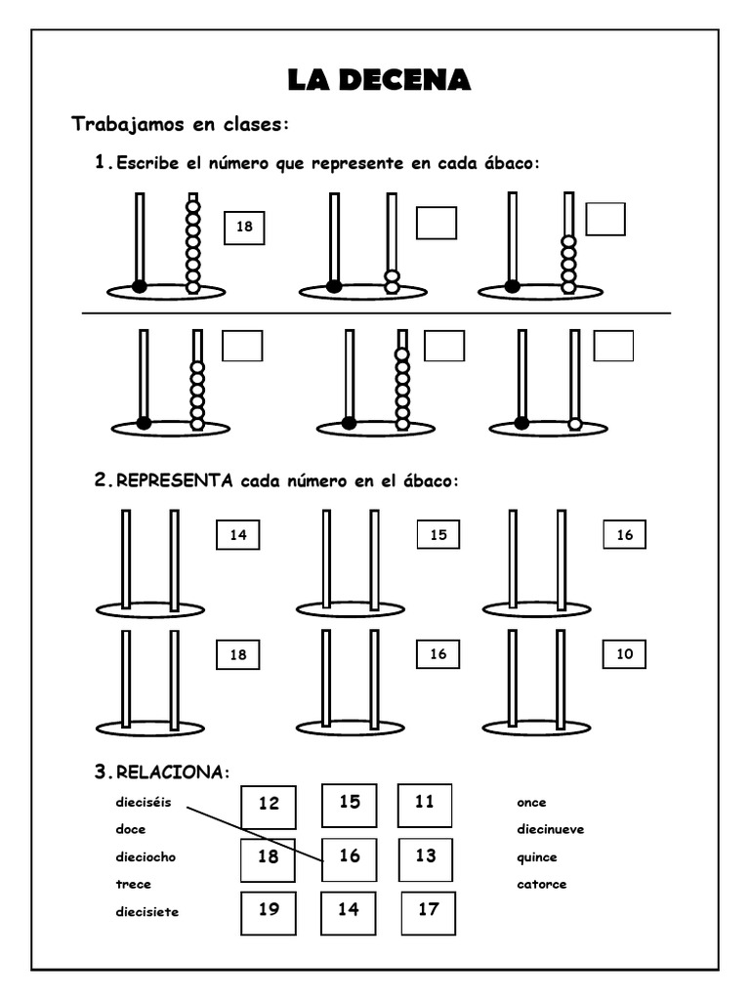 LA DECENA
Trabajamos en clases:
1. Escribe el número que represente en cada ábaco:
18
2. REPRESENTA cada número en el ábaco:
14 15 16
18 16 10
3. RELACIONA:
dieciséis 12 15 11 once
doce diecinueve
dieciocho 18 16 13 quince
trece catorce
diecisiete 19 14 17